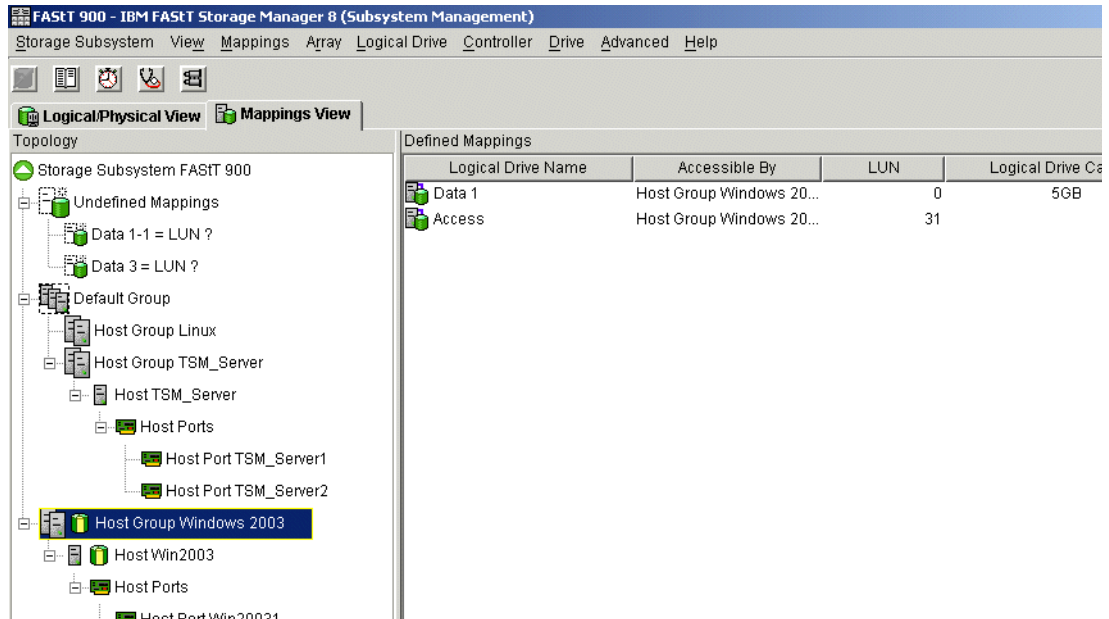 FAStT 900 - IBM FAStT Storage Manager 8 (Subsystem Management)
Storage Subsystem View Mappings Array Logical Drive Controller Drive Advanced Help
Logical/Physical View Mappings View
Topology
Storage Subsystem FAStT 900
Undefined Mappings
Data 1-1 = LUN ?
Data 3 = LUN ?
Default Group
Host Group Linux
Host Group TSM_Server
Host TSM_Server
Host Ports
Host Port TSM_Server1
Host Port TSM_Server2
Host Group Windows 2003
Host Win2003
Host Ports
Host Port Win20031
Defined Mappings
Logical Drive Name Accessible By LUN Logical Drive Ca
Data 1 Host Group Windows 20... 0 5GB
Access Host Group Windows 20... 31